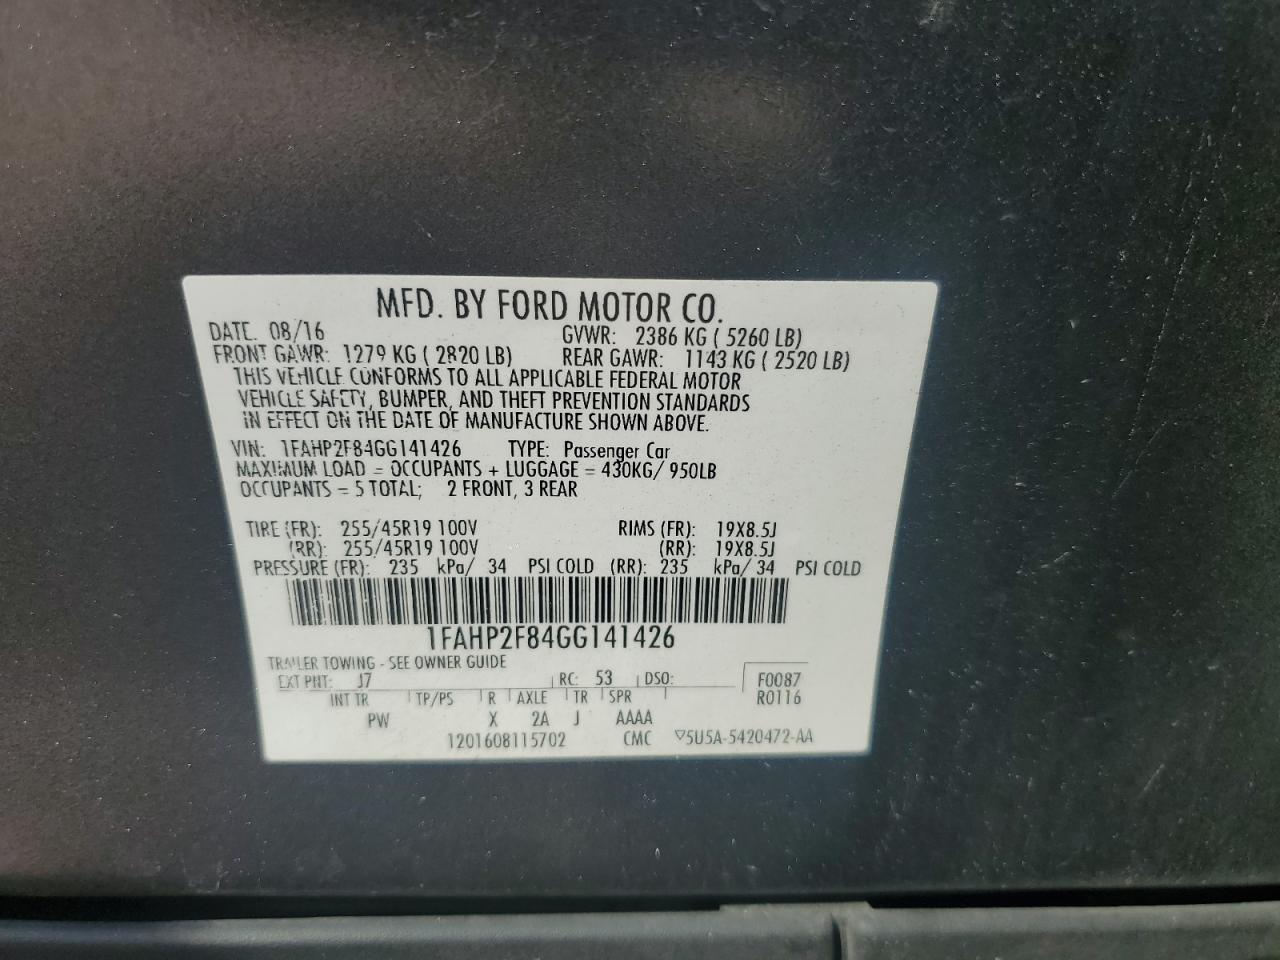 MFD. BY FORD MOTOR CO.
DATE. 08/16 GVWR: 2386 KG ( 5260 LB)
FRONT GAWR: 1279 KG ( 2820 LB) REAR GAWR: 1143 KG ( 2520 LB)
THIS VEHICLE CONFORMS TO ALL APPLICABLE FEDERAL MOTOR
VEHICLE SAFETY, BUMPER, AND THEFT PREVENTION STANDARDS
IN EFFECT ON THE DATE OF MANUFACTURE SHOWN ABOVE.
VIN: 1FAHP2F84GG141426 TYPE: Passenger Car
MAXIMUM LOAD = OCCUPANTS + LUGGAGE = 430KG/ 950LB
OCCUPANTS = 5 TOTAL; 2 FRONT, 3 REAR
TIRE (FR): 255/45R19 100V RIMS (FR): 19X8.5J
(RR): 255/45R19 100V (RR): 19X8.5J
PRESSURE (FR): 235 kPa/ 34 PSI COLD (RR): 235 kPa/ 34 PSI COLD
1FAHP2F84GG141426
TRAILER TOWING - SEE OWNER GUIDE
EXT PNT: J7 RC: 53 DSO: F0087
INT TR TP/PS R AXLE TR SPR R0116
PW X 2A J AAAA
1201608115702 CMC ▽5U5A-5420472-AA